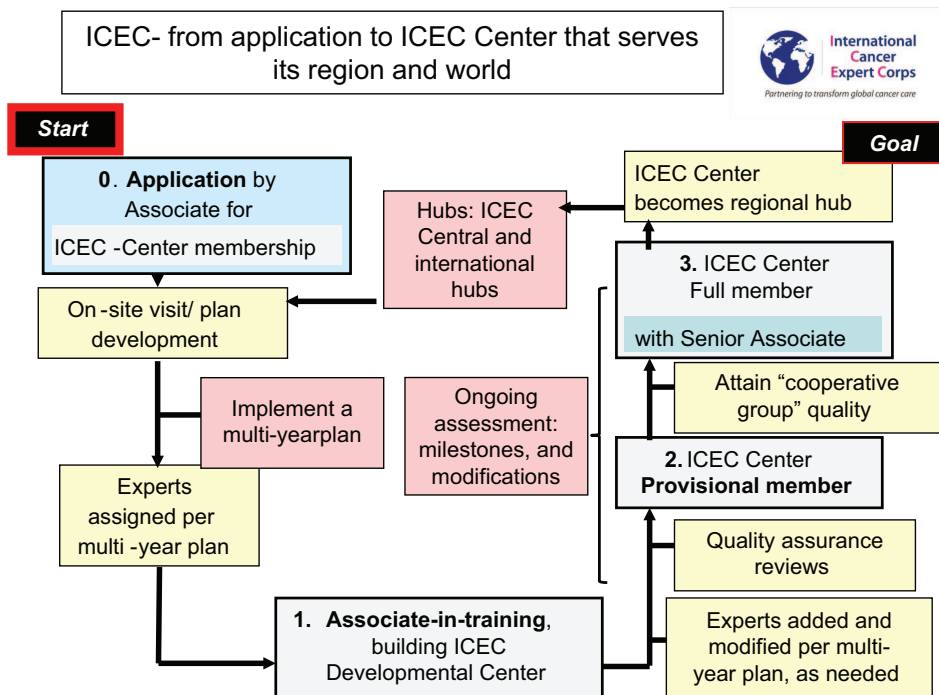 ICEC- from application to ICEC Center that serves
its region and world
International
Cancer
Expert Corps
Partnering to transform global cancer care
Start
Goal
0. Application by
Associate for
ICEC -Center membership
On -site visit/ plan
development
Implement a
multi-yearplan
Experts
assigned per
multi -year plan
1. Associate-in-training,
building ICEC
Developmental Center
Hubs: ICEC
Central and
international
hubs
Ongoing
assessment:
milestones, and
modifications
ICEC Center
becomes regional hub
3. ICEC Center
Full member
with Senior Associate
Attain “cooperative
group” quality
2. ICEC Center
Provisional member
Quality assurance
reviews
Experts added and
modified per multi-
year plan, as needed